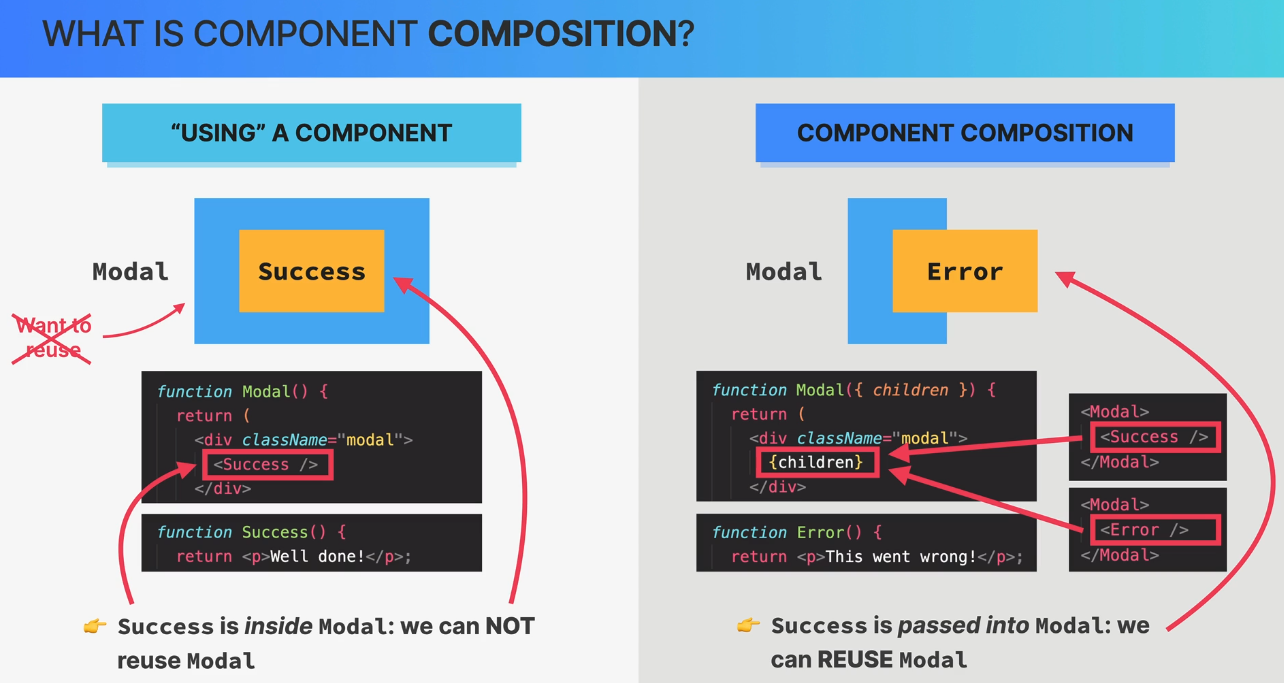 WHAT IS COMPONENT COMPOSITION?
“USING” A COMPONENT
Modal
Success
Want to
reuse
function Modal() {
return (
<div className="modal">
<Success />
</div>
function Success() {
return <p>Well done!</p>;
👉 Success is inside Modal: we can NOT
reuse Modal
COMPONENT COMPOSITION
Modal
Error
function Modal({ children }) {
return (
<div className="modal">
{children}
</div>
function Error() {
return <p>This went wrong!</p>;
<Modal>
<Success />
</Modal>
<Modal>
<Error />
</Modal>
👉 Success is passed into Modal: we
can REUSE Modal